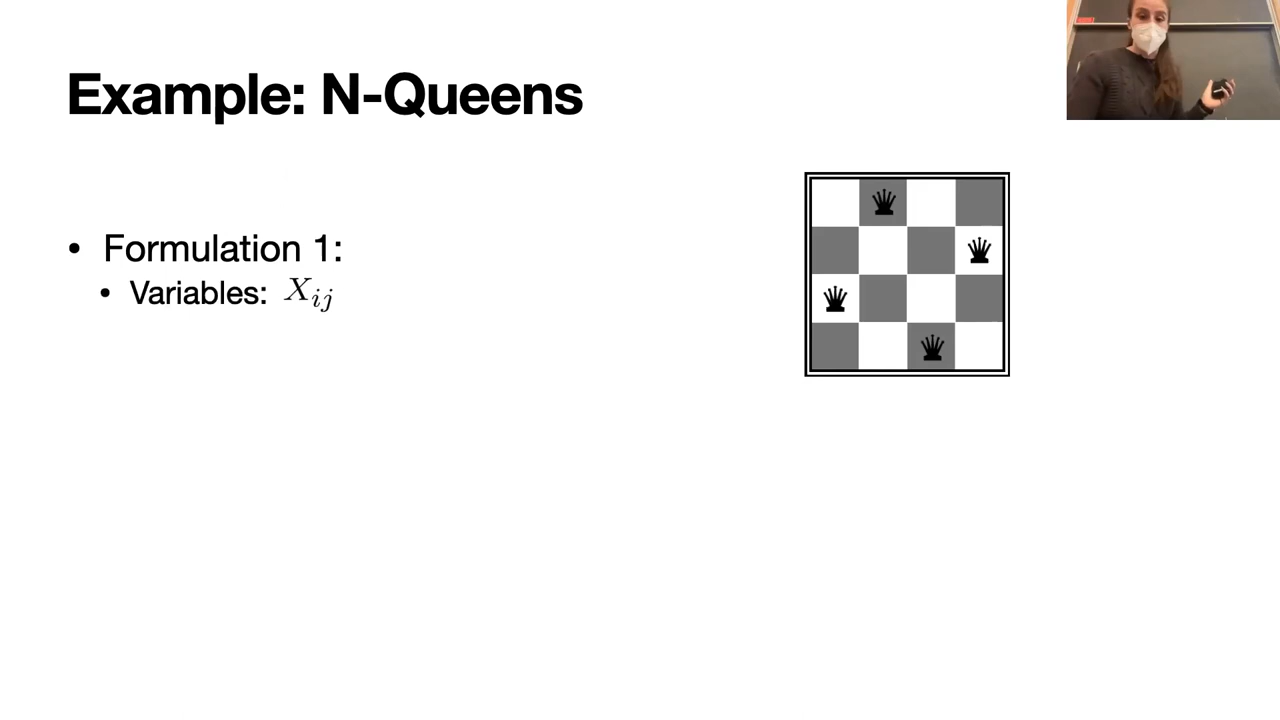 Example: N-Queens
• Formulation 1:
• Variables: X_{ij}